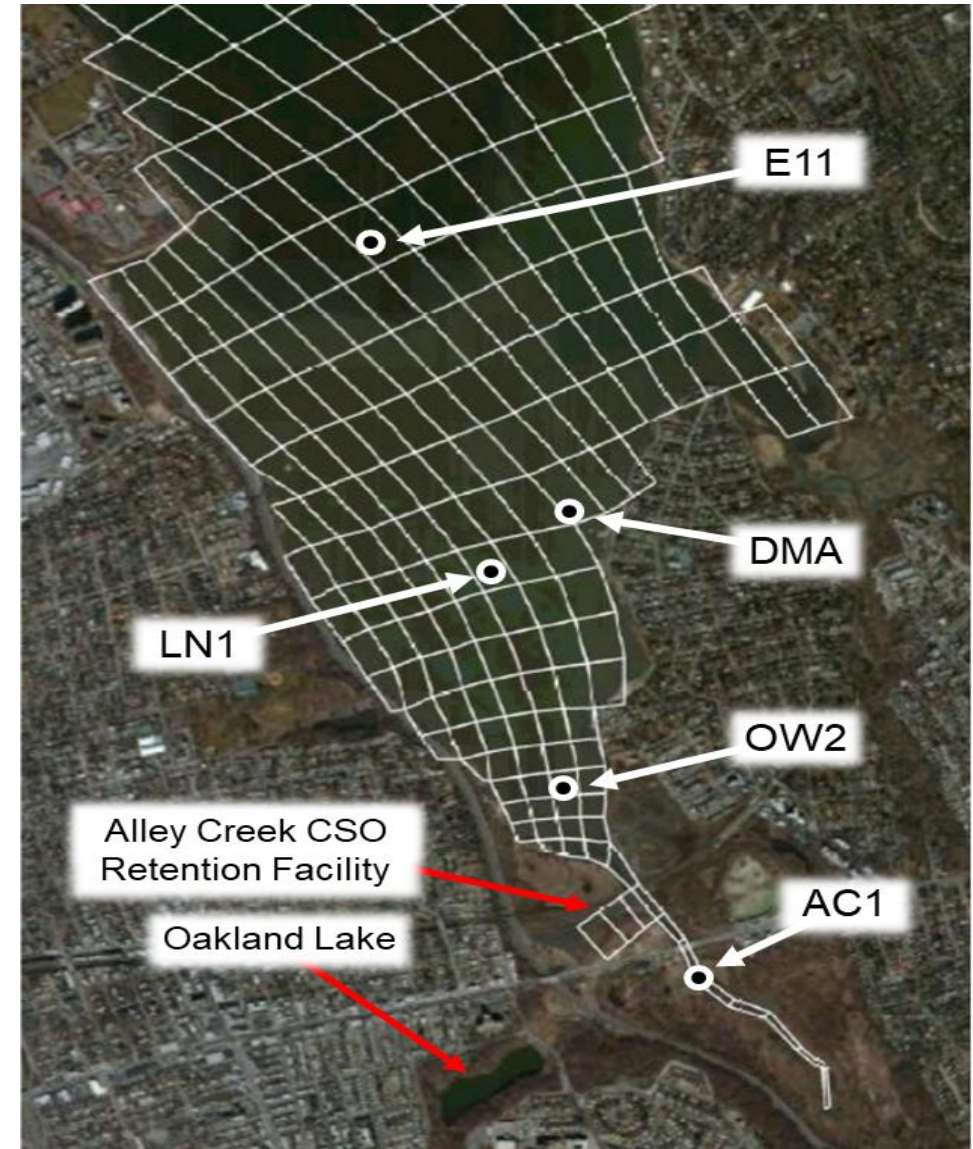 E11
DMA
LN1
OW2
Alley Creek CSO
Retention Facility
AC1
Oakland Lake